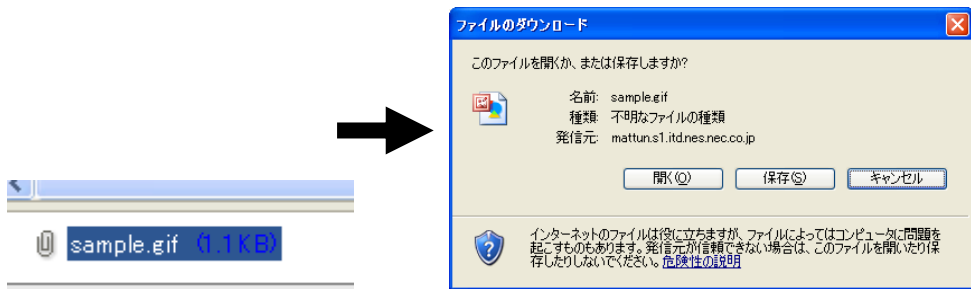 sample.gif (1.1 KB)
ファイルのダウンロード
このファイルを開くか、または保存しますか?
名前: sample.gif
種類: 不明なファイルの種類
発信元: mattun.s1.itd.nes.nec.co.jp
開く(O) 保存(S) キャンセル
インターネットのファイルは役に立ちますが、ファイルによってはコンピュータに問題を
起こすものもあります。発信元が信頼できない場合は、このファイルを開いたり保
存したりしないでください。危険性の説明